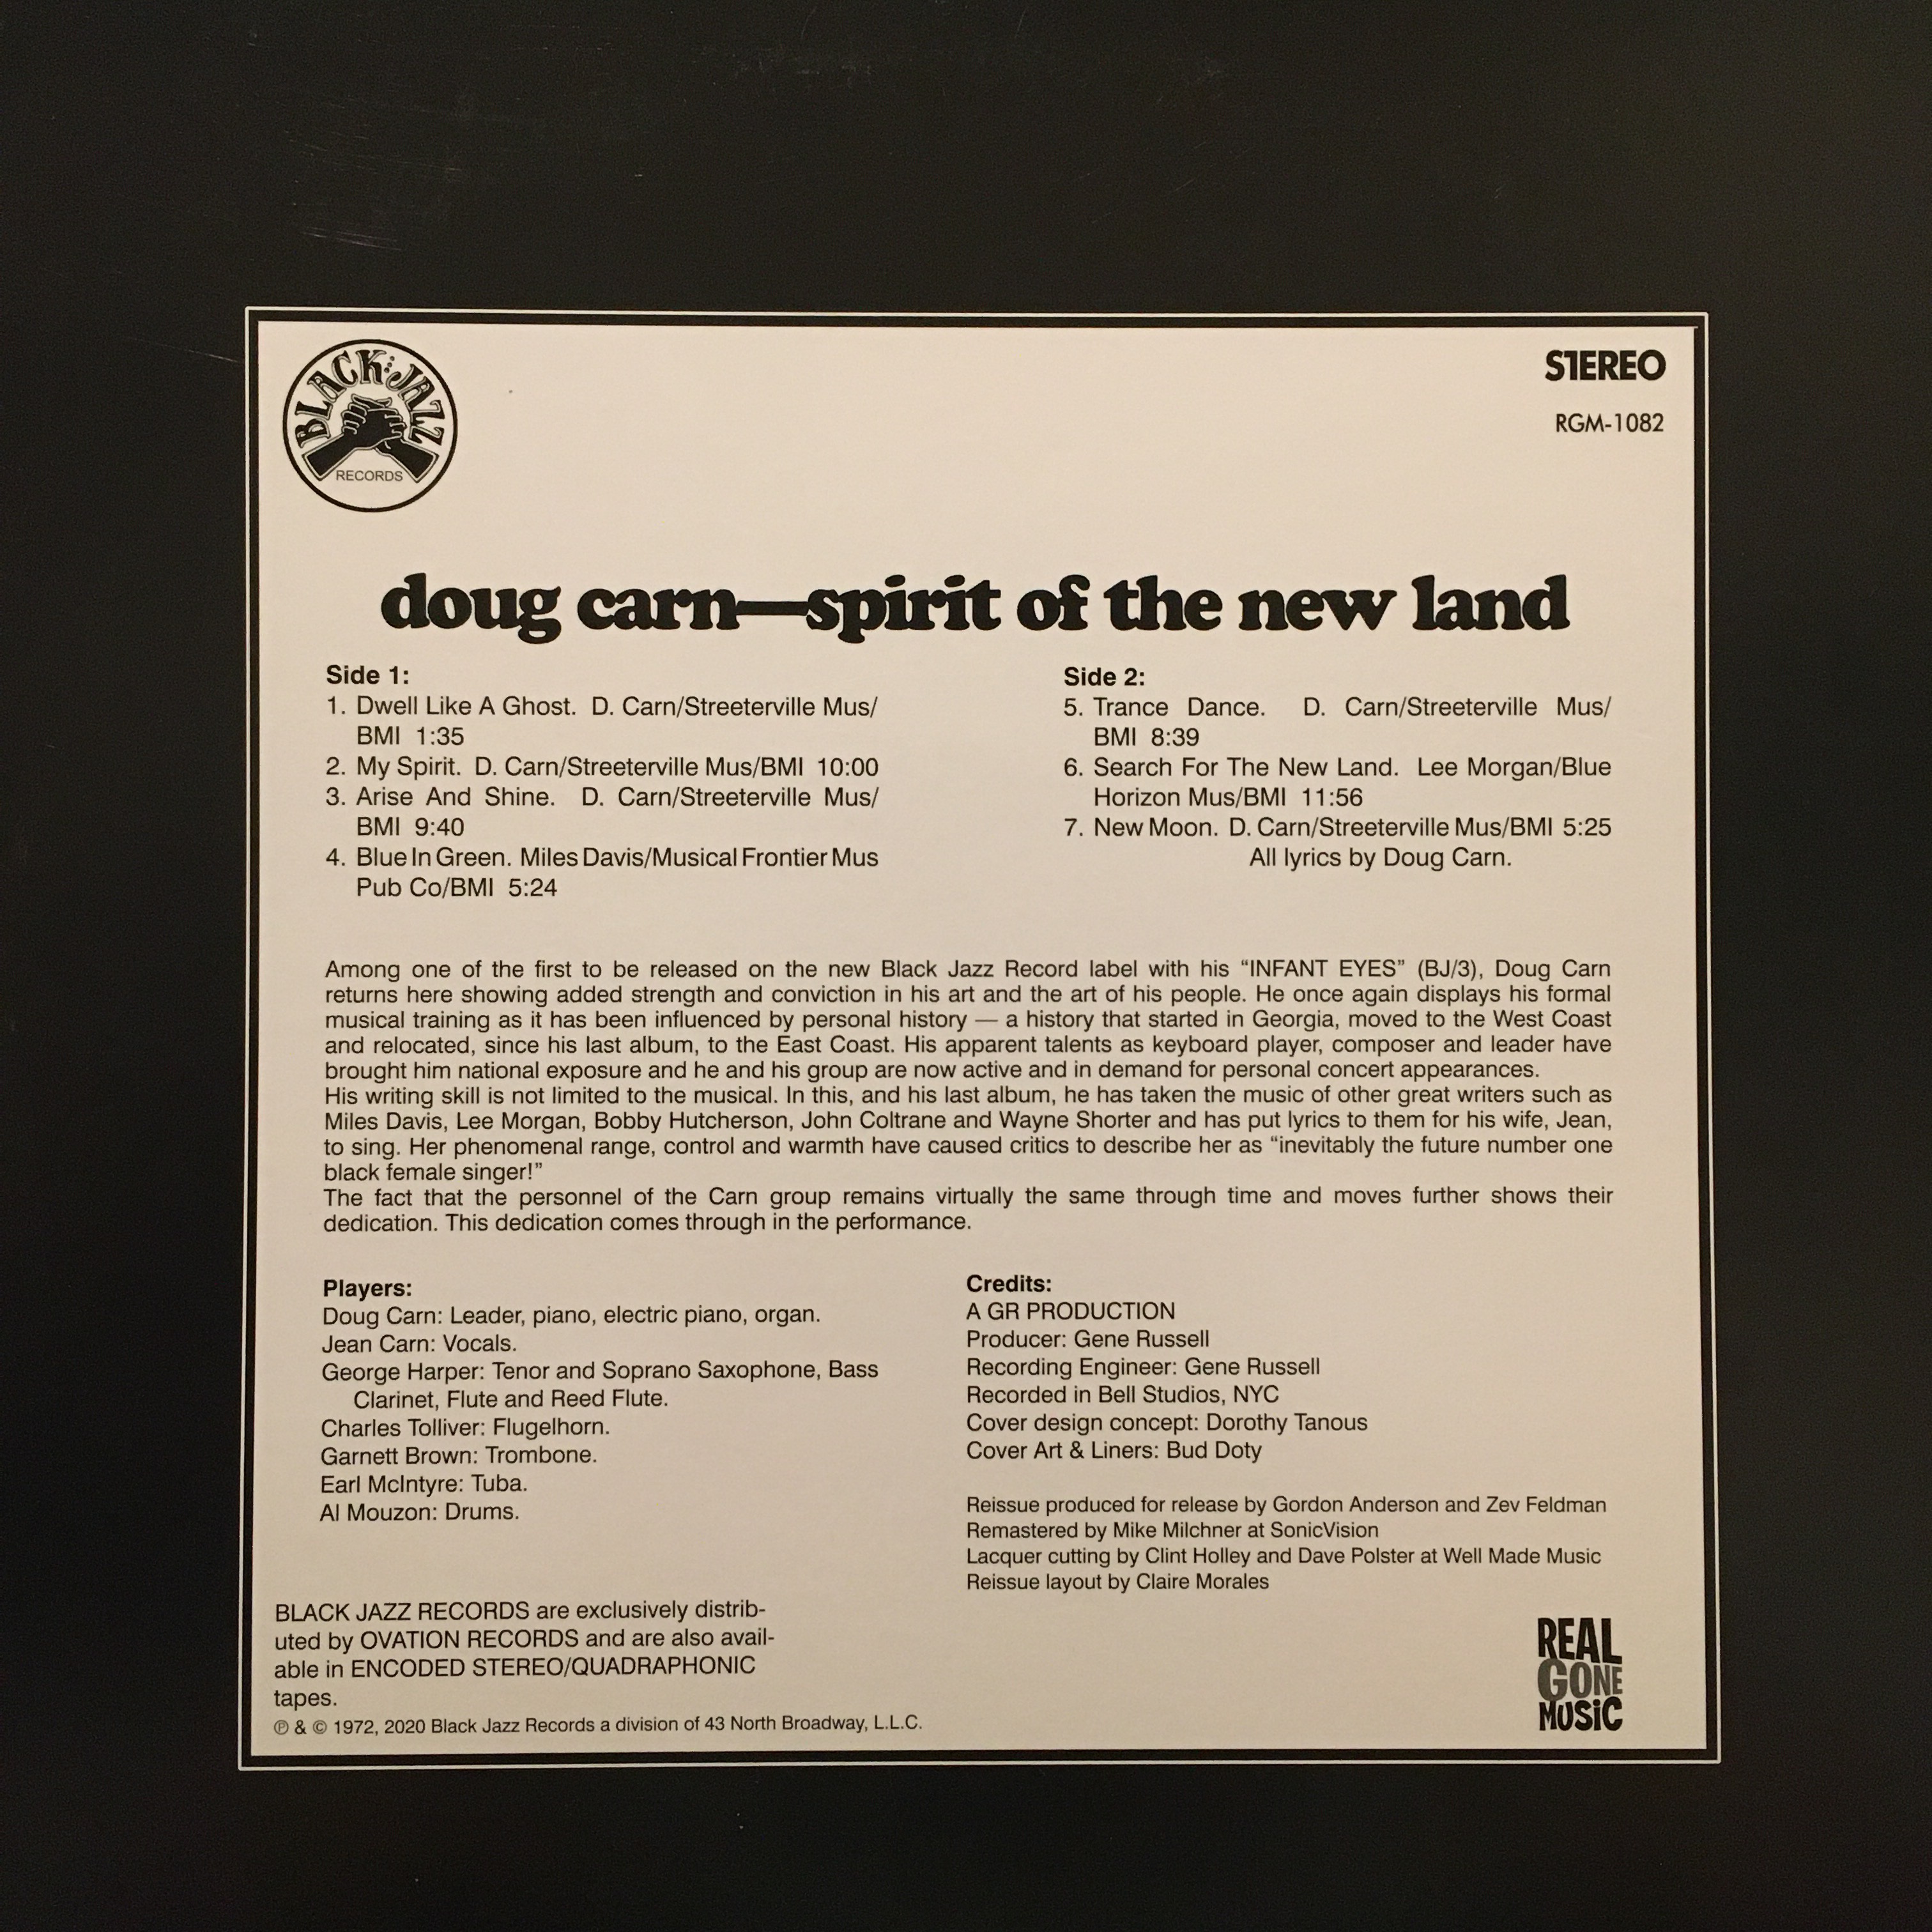 BLACK JAZZ
RECORDS
STEREO
RGM-1082
doug carn—spirit of the new land
Side 1:
1. Dwell Like A Ghost. D. Carn/Streeterville Mus/
BMI 1:35
2. My Spirit. D. Carn/Streeterville Mus/BMI 10:00
3. Arise And Shine. D. Carn/Streeterville Mus/
BMI 9:40
4. Blue In Green. Miles Davis/Musical Frontier Mus
Pub Co/BMI 5:24
Side 2:
5. Trance Dance. D. Carn/Streeterville Mus/
BMI 8:39
6. Search For The New Land. Lee Morgan/Blue
Horizon Mus/BMI 11:56
7. New Moon. D. Carn/Streeterville Mus/BMI 5:25
All lyrics by Doug Carn.
Among one of the first to be released on the new Black Jazz Record label with his “INFANT EYES” (BJ/3), Doug Carn
returns here showing added strength and conviction in his art and the art of his people. He once again displays his formal
musical training as it has been influenced by personal history — a history that started in Georgia, moved to the West Coast
and relocated, since his last album, to the East Coast. His apparent talents as keyboard player, composer and leader have
brought him national exposure and he and his group are now active and in demand for personal concert appearances.
His writing skill is not limited to the musical. In this, and his last album, he has taken the music of other great writers such as
Miles Davis, Lee Morgan, Bobby Hutcherson, John Coltrane and Wayne Shorter and has put lyrics to them for his wife, Jean,
to sing. Her phenomenal range, control and warmth have caused critics to describe her as “inevitably the future number one
black female singer!”
The fact that the personnel of the Carn group remains virtually the same through time and moves further shows their
dedication. This dedication comes through in the performance.
Players:
Doug Carn: Leader, piano, electric piano, organ.
Jean Carn: Vocals.
George Harper: Tenor and Soprano Saxophone, Bass
Clarinet, Flute and Reed Flute.
Charles Tolliver: Flugelhorn.
Garnett Brown: Trombone.
Earl McIntyre: Tuba.
Al Mouzon: Drums.
Credits:
A GR PRODUCTION
Producer: Gene Russell
Recording Engineer: Gene Russell
Recorded in Bell Studios, NYC
Cover design concept: Dorothy Tanous
Cover Art & Liners: Bud Doty
Reissue produced for release by Gordon Anderson and Zev Feldman
Remastered by Mike Milchner at SonicVision
Lacquer cutting by Clint Holley and Dave Polster at Well Made Music
Reissue layout by Claire Morales
BLACK JAZZ RECORDS are exclusively distrib-
uted by OVATION RECORDS and are also avail-
able in ENCODED STEREO/QUADRAPHONIC
tapes.
℗ & © 1972, 2020 Black Jazz Records a division of 43 North Broadway, L.L.C.
REAL
GONE
MUSiC